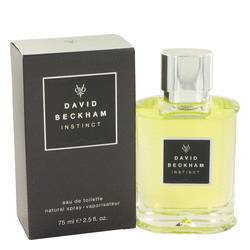 DAVID
BECKHAM
INSTINCT
eau de toilette
natural spray - vaporisateur
75 ml e 2.5 fl. oz.
DAVID
BECKHAM
INSTINCT